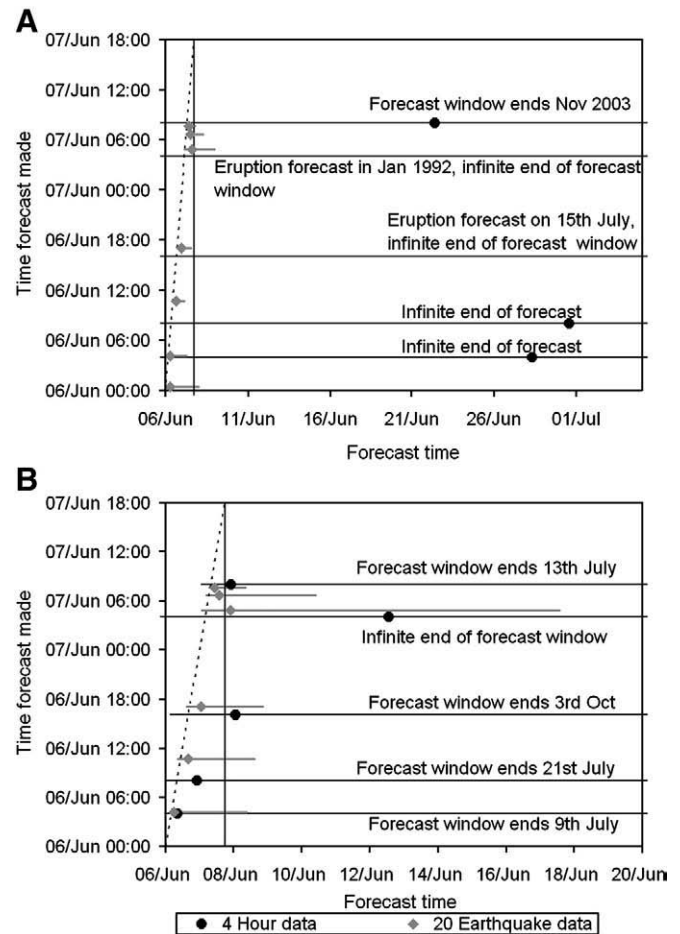 A
07/Jun 18:00
07/Jun 12:00
07/Jun 06:00
07/Jun 00:00
06/Jun 18:00
06/Jun 12:00
06/Jun 06:00
06/Jun 00:00
Time forecast made
Forecast window ends Nov 2003
Eruption forecast in Jan 1992, infinite end of forecast
window
Eruption forecast on 15th July,
infinite end of forecast window
Infinite end of forecast
Infinite end of forecast
06/Jun 11/Jun 16/Jun 21/Jun 26/Jun 01/Jul
Forecast time
B
07/Jun 18:00
07/Jun 12:00
07/Jun 06:00
07/Jun 00:00
06/Jun 18:00
06/Jun 12:00
06/Jun 06:00
06/Jun 00:00
Time forecast made
Forecast window ends 13th July
Infinite end of forecast window
Forecast window ends 3rd Oct
Forecast window ends 21st July
Forecast window ends 9th July
06/Jun 08/Jun 10/Jun 12/Jun 14/Jun 16/Jun 18/Jun 20/Jun
Forecast time
4 Hour data 20 Earthquake data